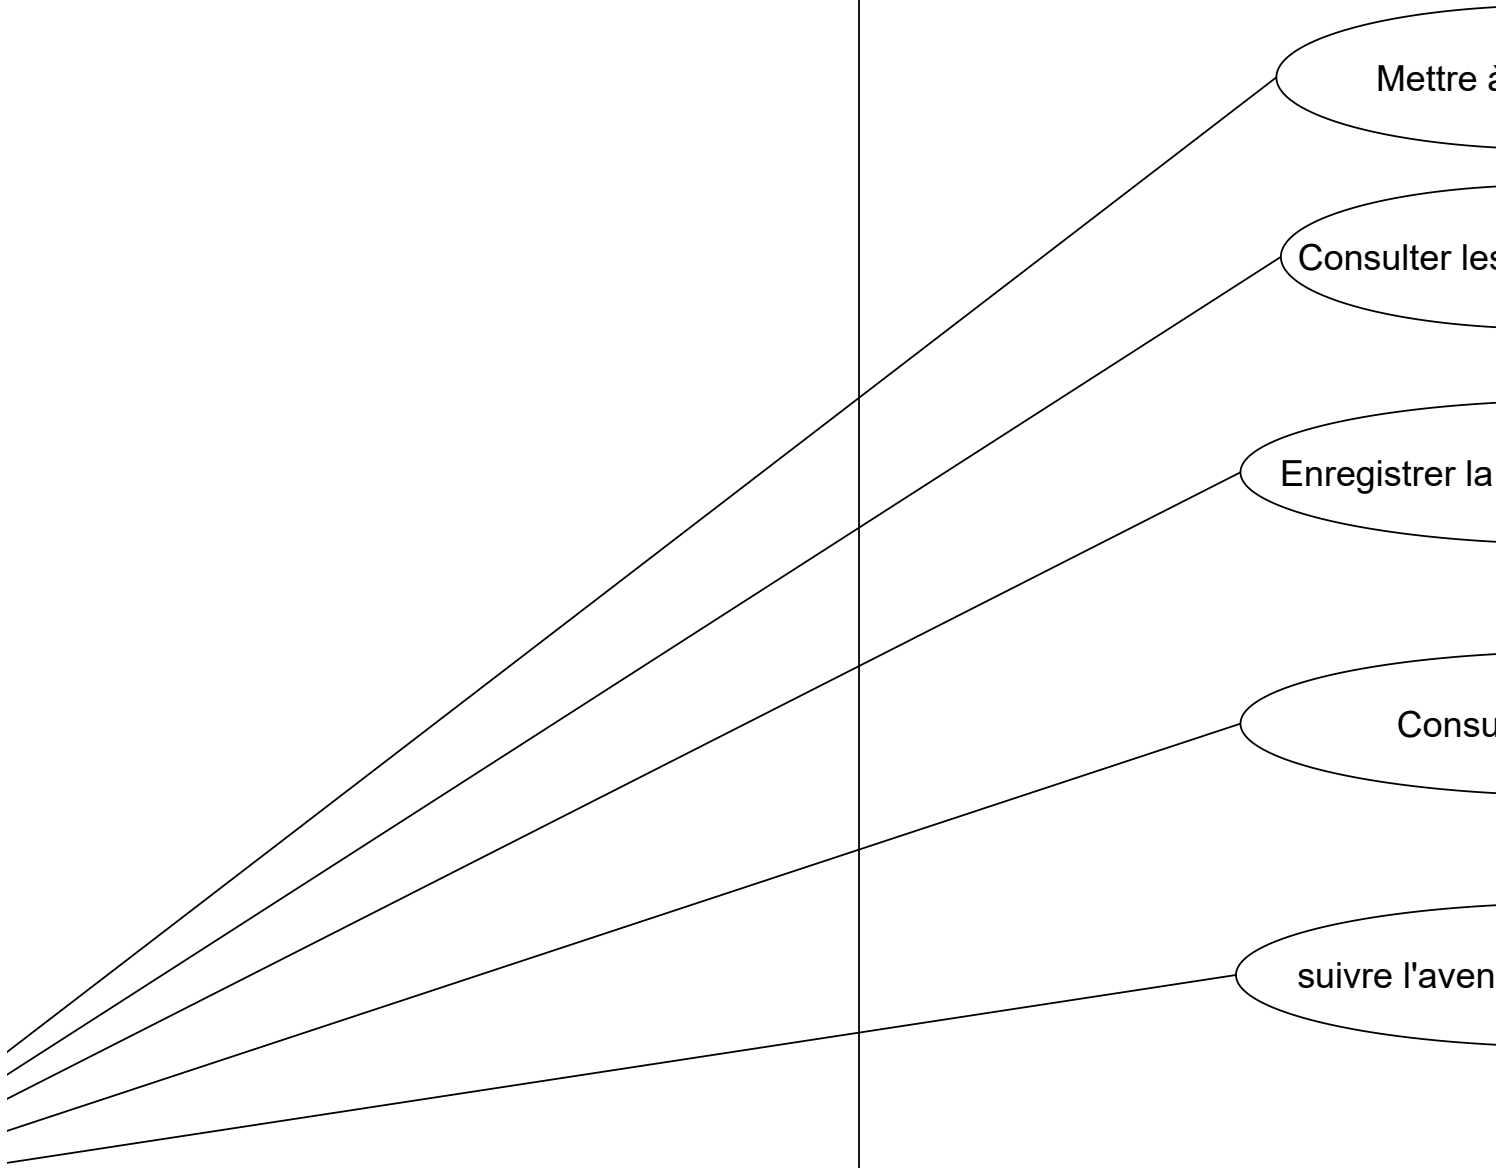 Mettre à
Consulter les
Enregistrer la
Consu
suivre l'aven